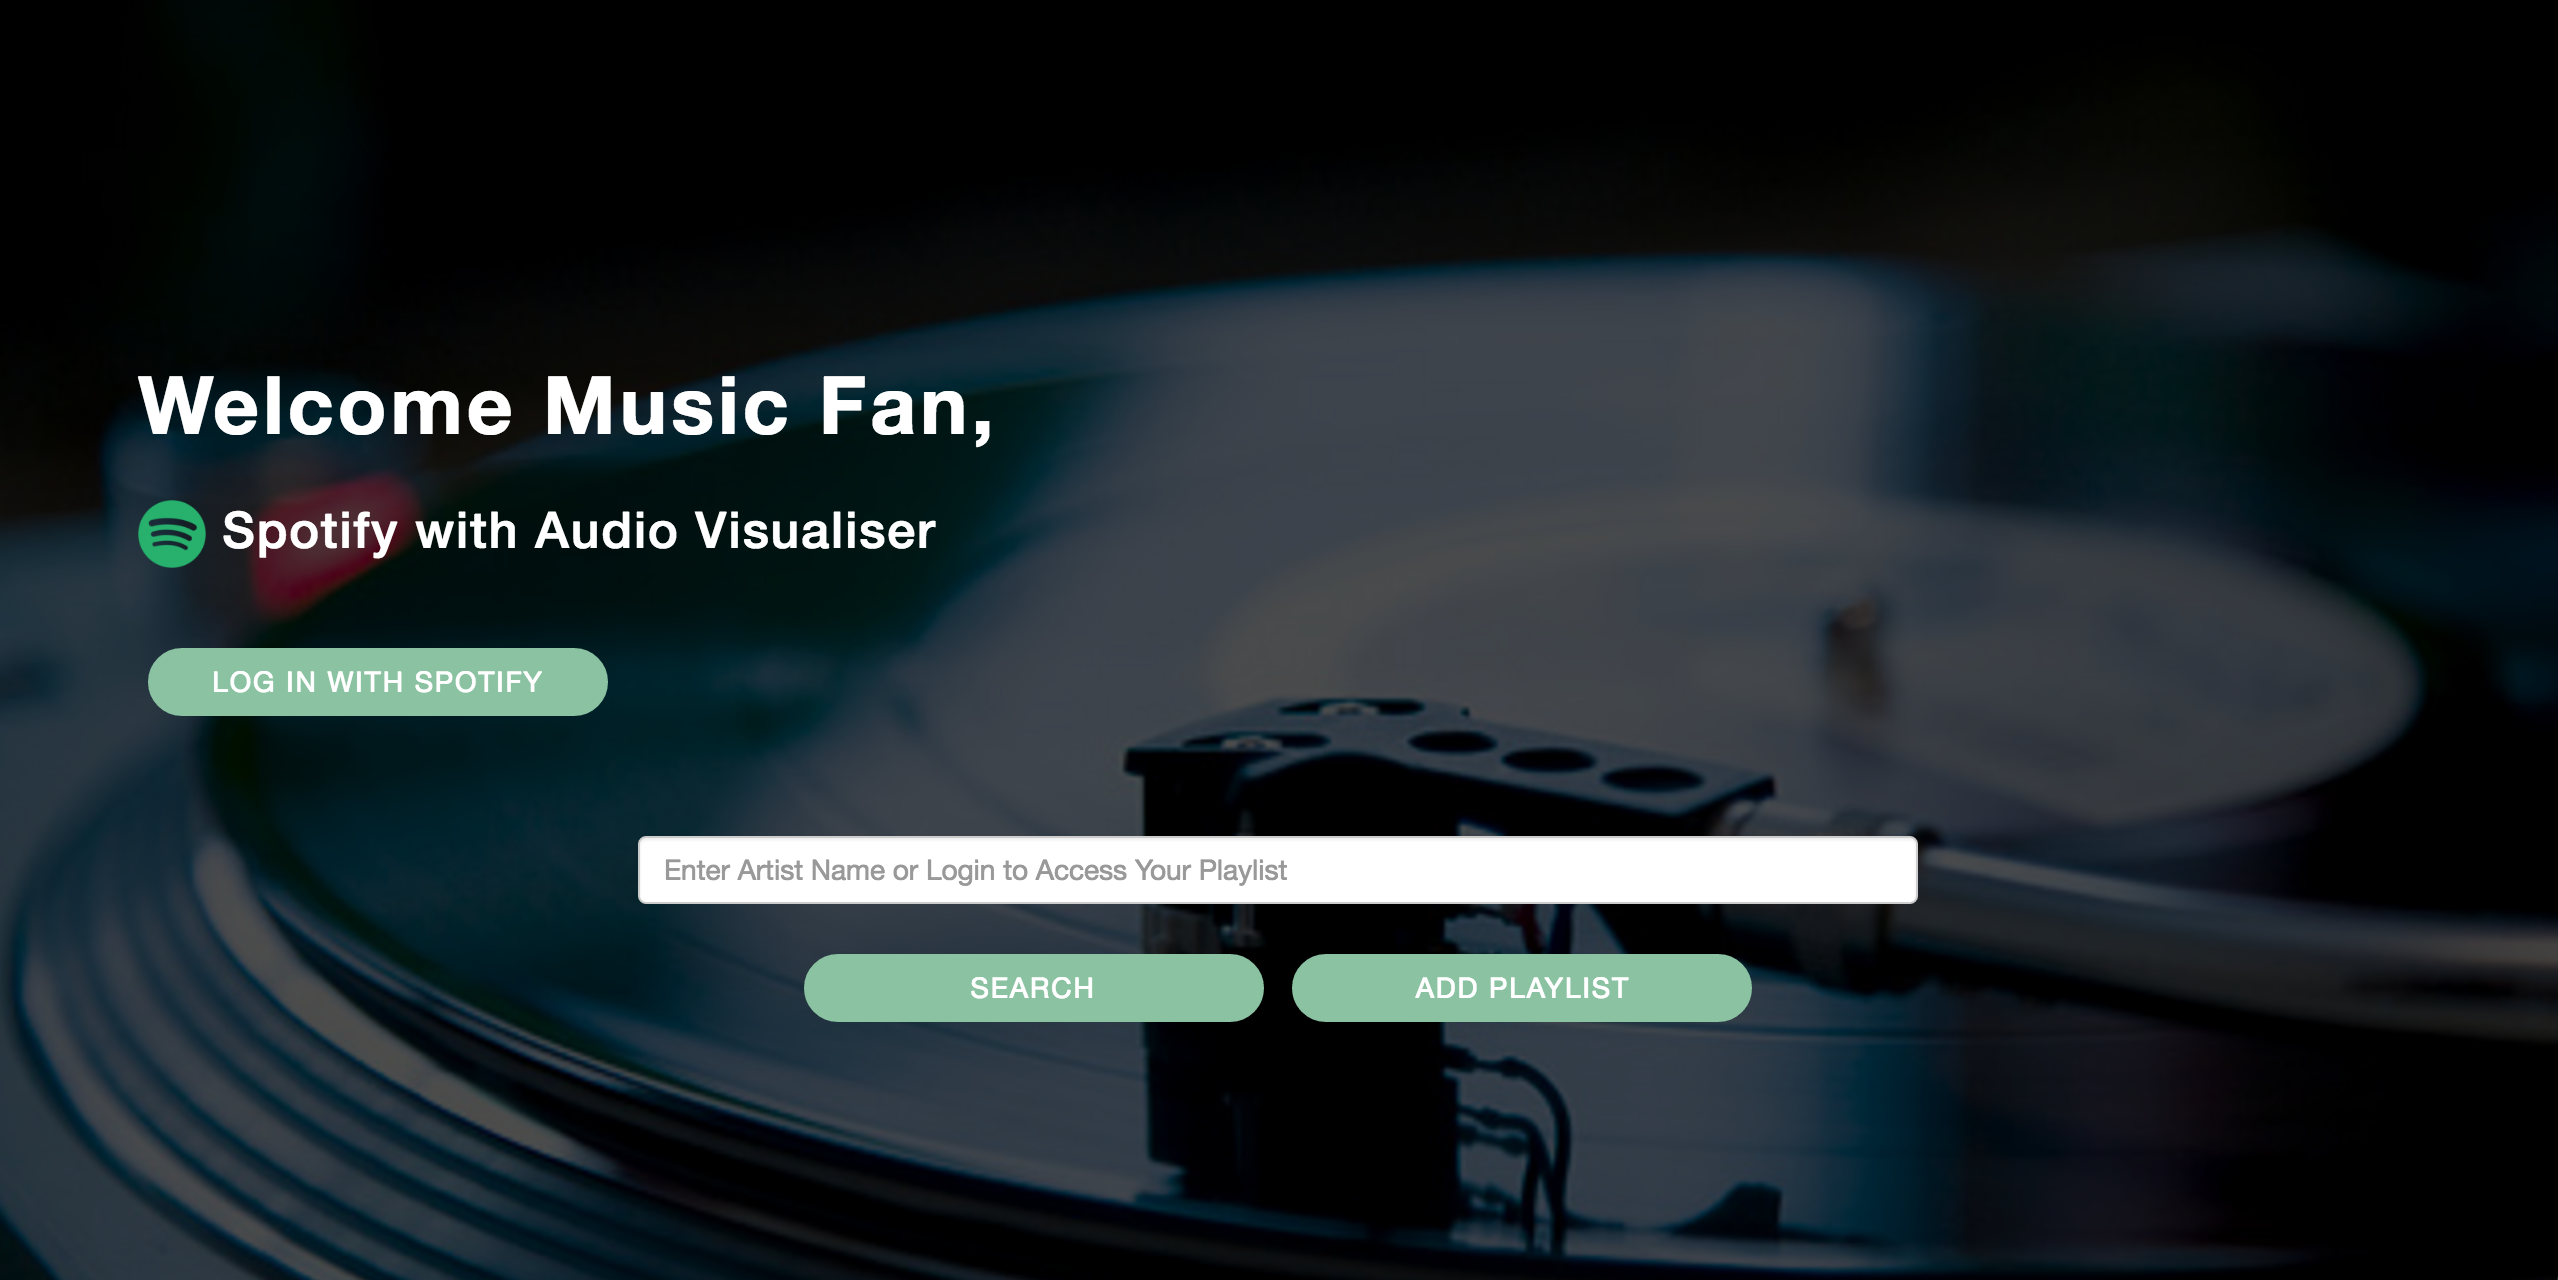 Welcome Music Fan,
Spotify with Audio Visualiser
LOG IN WITH SPOTIFY
Enter Artist Name or Login to Access Your Playlist
SEARCH
ADD PLAYLIST